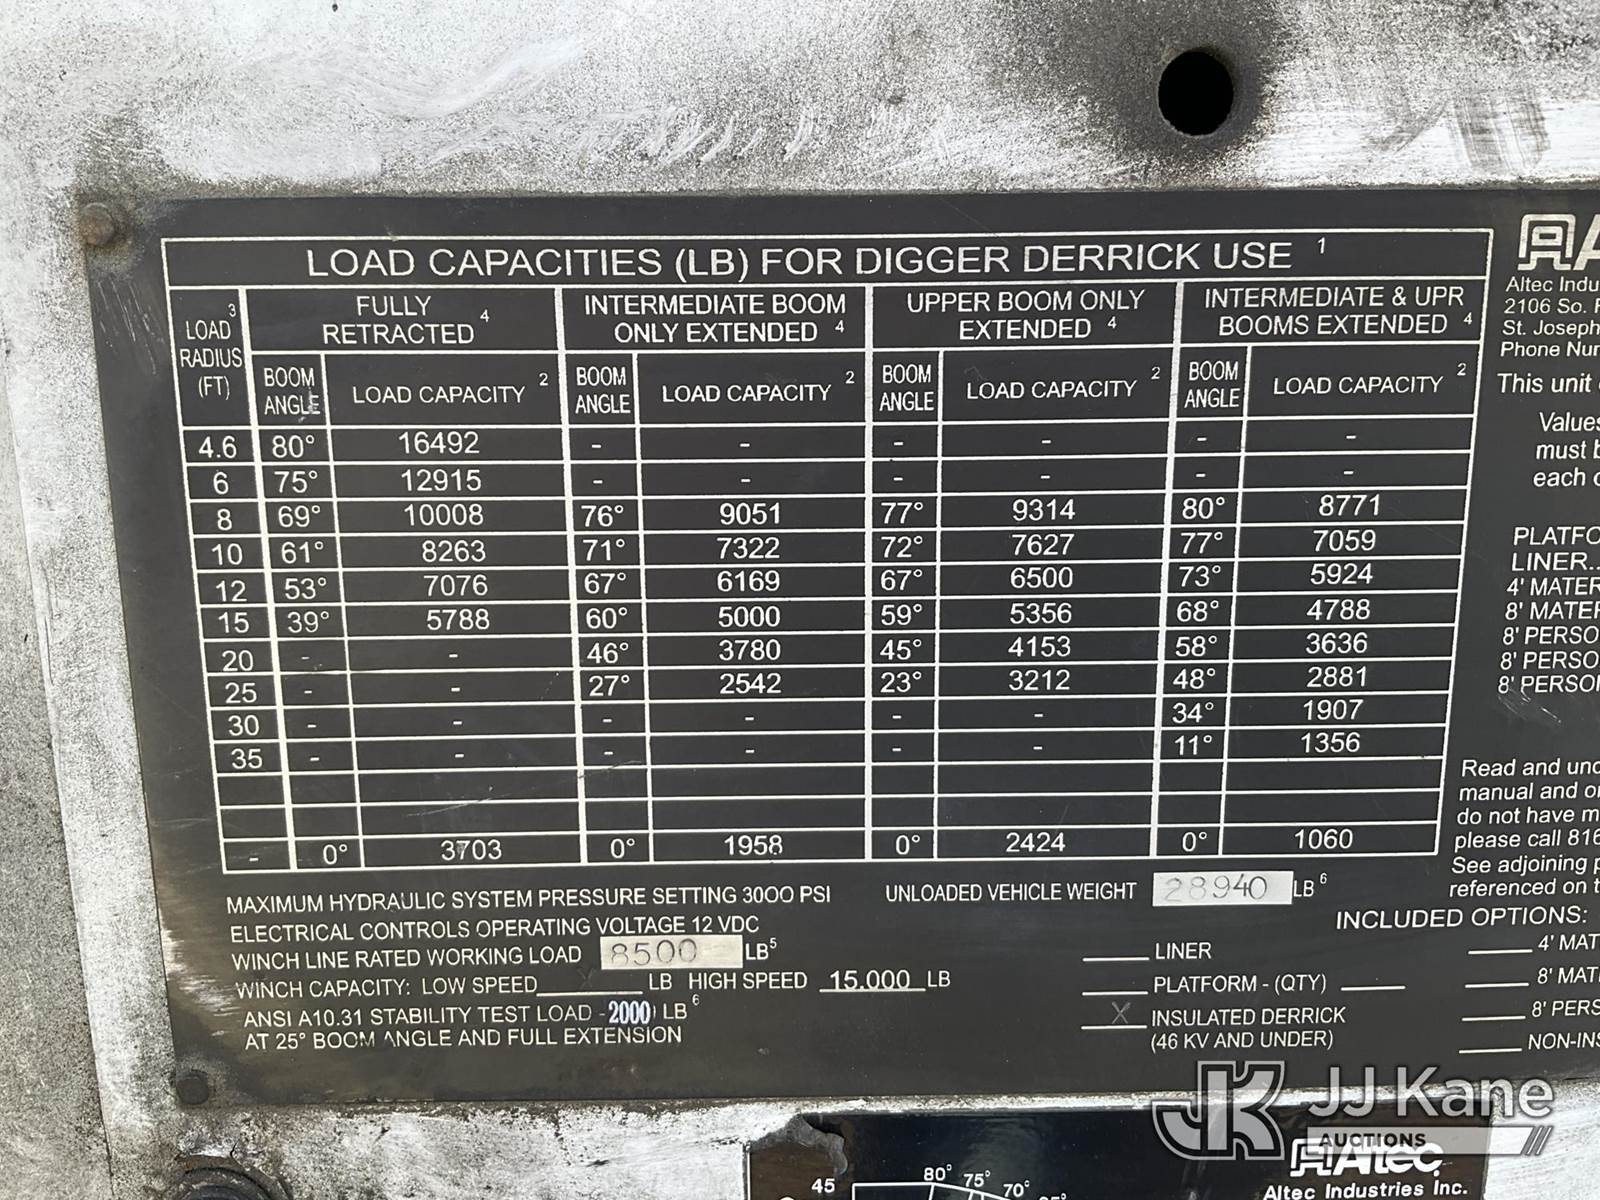 LOAD CAPACITIES (LB) FOR DIGGER DERRICK USE 1
LOAD 3 RADIUS (FT) FULLY RETRACTED 4 INTERMEDIATE BOOM ONLY EXTENDED 4 UPPER BOOM ONLY EXTENDED 4 INTERMEDIATE & UPR BOOMS EXTENDED 4
BOOM ANGLE LOAD CAPACITY 2 BOOM ANGLE LOAD CAPACITY 2 BOOM ANGLE LOAD CAPACITY 2 BOOM ANGLE LOAD CAPACITY 2
4.6 80° 16492 - - - - - -
6 75° 12915 - - - - - -
8 69° 10008 76° 9051 77° 9314 80° 8771
10 61° 8263 71° 7322 72° 7627 77° 7059
12 53° 7076 67° 6169 67° 6500 73° 5924
15 39° 5788 60° 5000 59° 5356 68° 4788
20 - - 46° 3780 45° 4153 58° 3636
25 - - 27° 2542 23° 3212 48° 2881
30 - - - - - - 34° 1907
35 - - - - - - 11° 1356
- 0° 3703 0° 1958 0° 2424 0° 1060
MAXIMUM HYDRAULIC SYSTEM PRESSURE SETTING 3000 PSI UNLOADED VEHICLE WEIGHT 28940 LB 6
ELECTRICAL CONTROLS OPERATING VOLTAGE 12 VDC
WINCH LINE RATED WORKING LOAD 8500 LB 5
WINCH CAPACITY: LOW SPEED X LB HIGH SPEED 15.000 LB
ANSI A10.31 STABILITY TEST LOAD - 2000 LB 6
AT 25° BOOM ANGLE AND FULL EXTENSION
LINER
PLATFORM - (QTY)
X INSULATED DERRICK
(46 KV AND UNDER)
Altec Indu
2106 So.
St. Joseph
Phone Nu
This unit
Values
must b
each
PLATFO
LINER..
4' MATER
8' MATER
8' PERSO
8' PERSO
8' PERSO
Read and und
manual and o
do not have m
please call 816
See adjoining p
referenced on t
INCLUDED OPTIONS:
4' MAT
8' MAT
8' PERS
NON-INS
JK JJ Kane
AUCTIONS
Altec
Altec Industries Inc.
45 80° 75° 70°